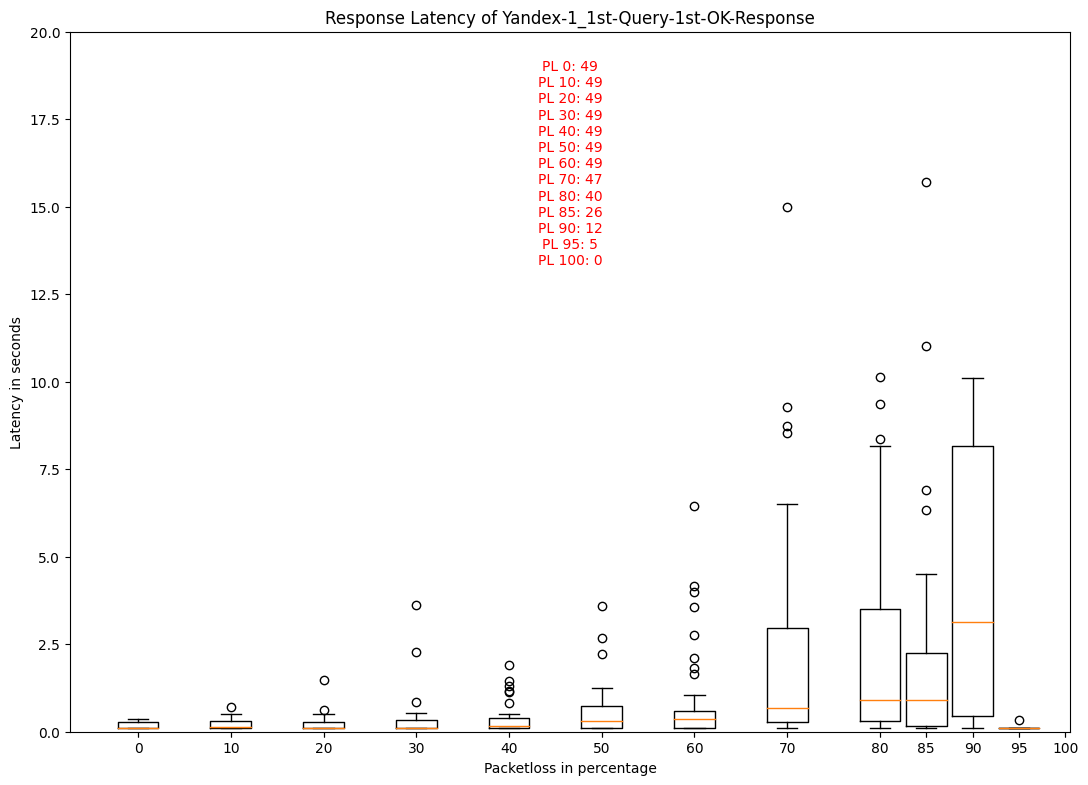 Response Latency of Yandex-1_1st-Query-1st-OK-Response
20.0
17.5
15.0
12.5
10.0
7.5
5.0
2.5
0.0
Latency in seconds
PL 0: 49
PL 10: 49
PL 20: 49
PL 30: 49
PL 40: 49
PL 50: 49
PL 60: 49
PL 70: 47
PL 80: 40
PL 85: 26
PL 90: 12
PL 95: 5
PL 100: 0
0 10 20 30 40 50 60 70 80 85 90 95 100
Packetloss in percentage